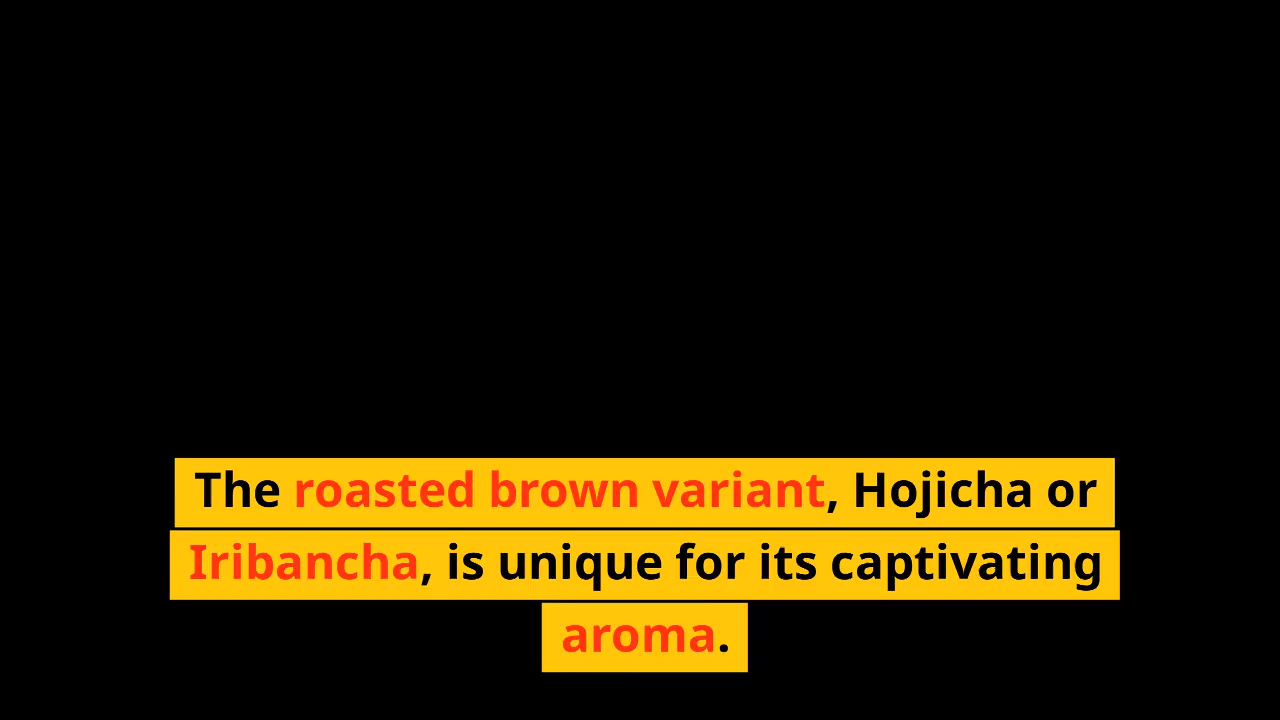 The roasted brown variant, Hojicha or
Iribancha, is unique for its captivating
aroma.